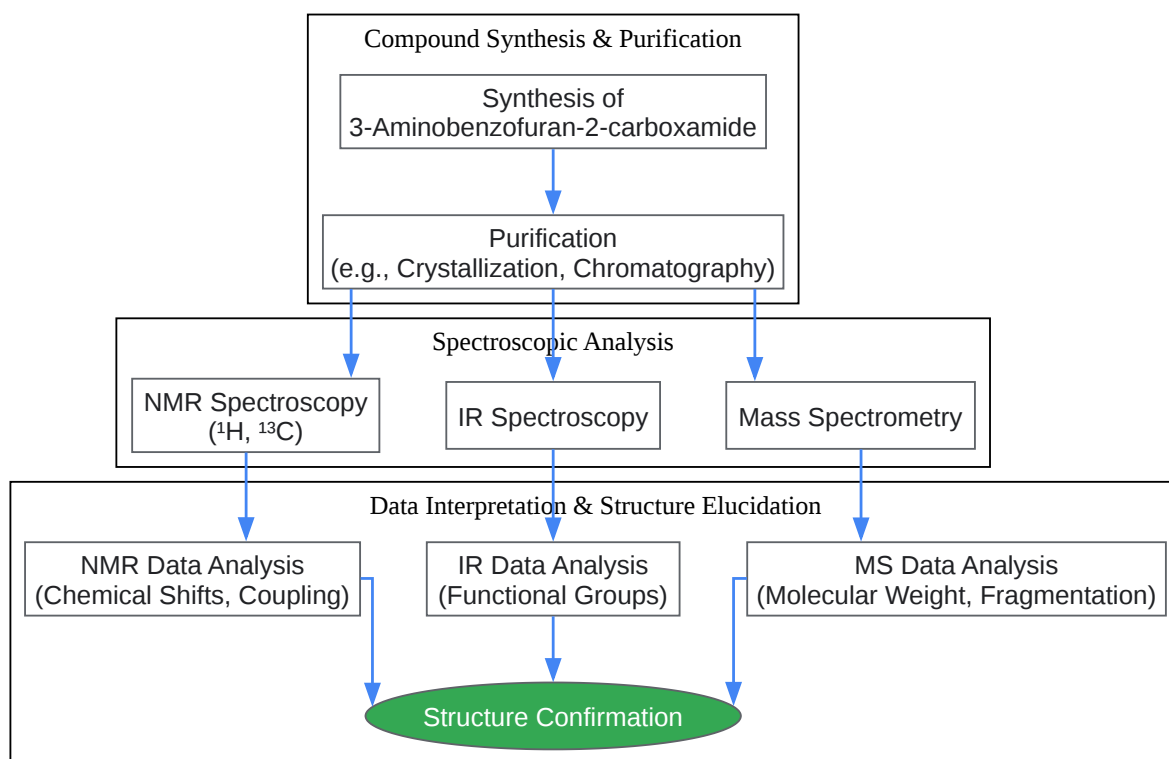 Compound Synthesis & Purification
Synthesis of
3-Aminobenzofuran-2-carboxamide
Purification
(e.g., Crystallization, Chromatography)
Spectroscopic Analysis
NMR Spectroscopy
(¹H, ¹³C)
IR Spectroscopy
Mass Spectrometry
Data Interpretation & Structure Elucidation
NMR Data Analysis
(Chemical Shifts, Coupling)
IR Data Analysis
(Functional Groups)
MS Data Analysis
(Molecular Weight, Fragmentation)
Structure Confirmation